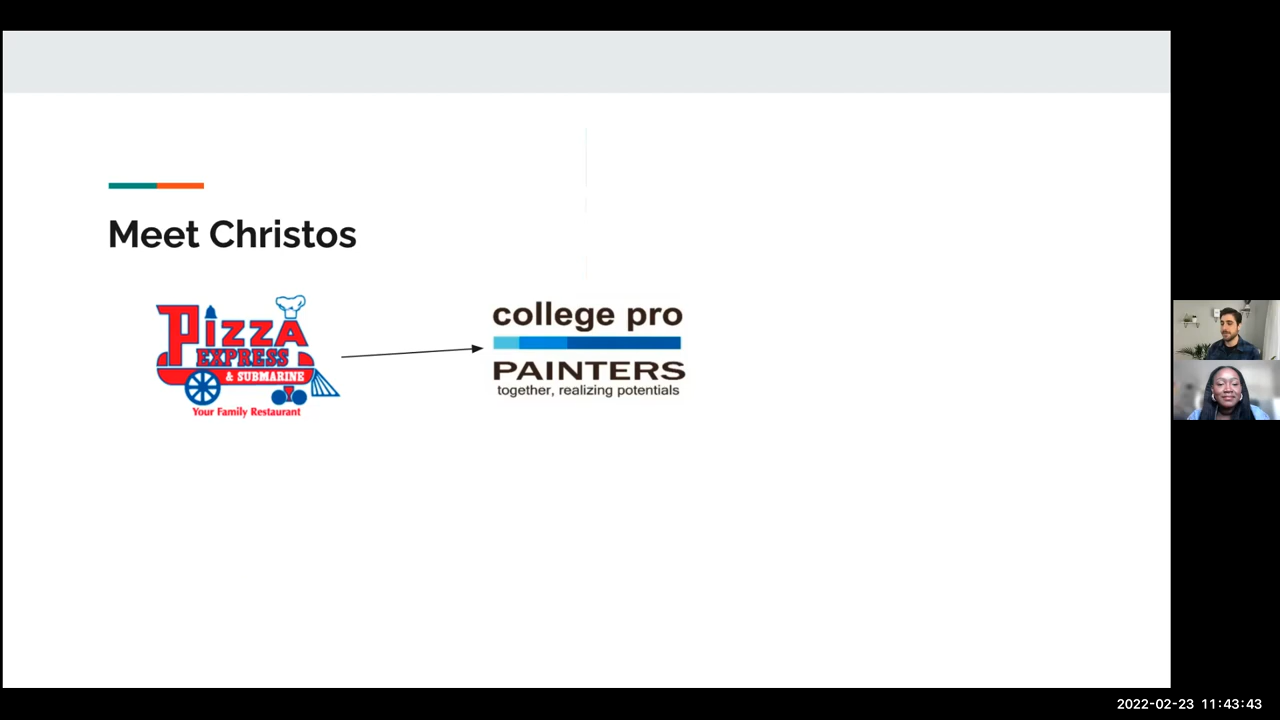 Meet Christos
Pizza
EXPRESS
& SUBMARINE
Your Family Restaurant
college pro
PAINTERS
together, realizing potentials
2022-02-23 11:43:43